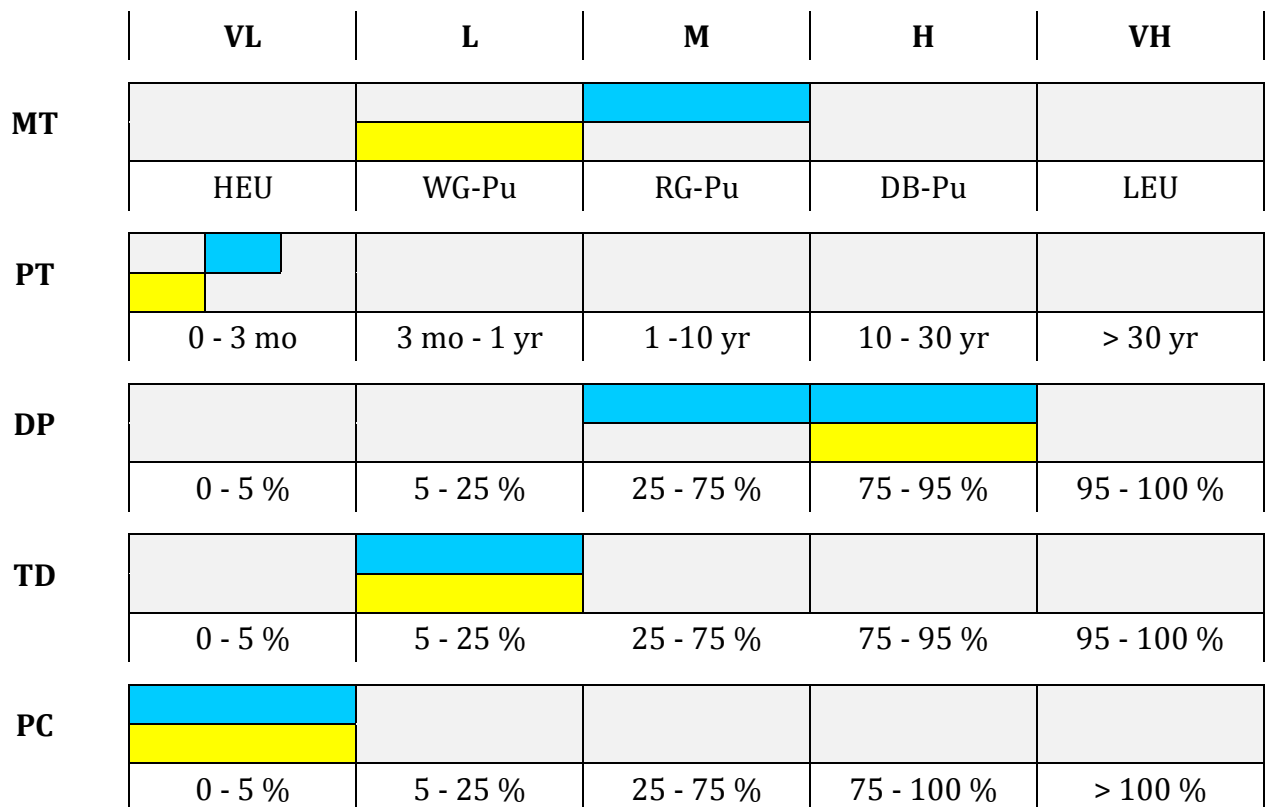 VL L M H VH
MT
HEU WG-Pu RG-Pu DB-Pu LEU
PT
0 - 3 mo 3 mo - 1 yr 1 -10 yr 10 - 30 yr > 30 yr
DP
0 - 5 % 5 - 25 % 25 - 75 % 75 - 95 % 95 - 100 %
TD
0 - 5 % 5 - 25 % 25 - 75 % 75 - 95 % 95 - 100 %
PC
0 - 5 % 5 - 25 % 25 - 75 % 75 - 100 % > 100 %